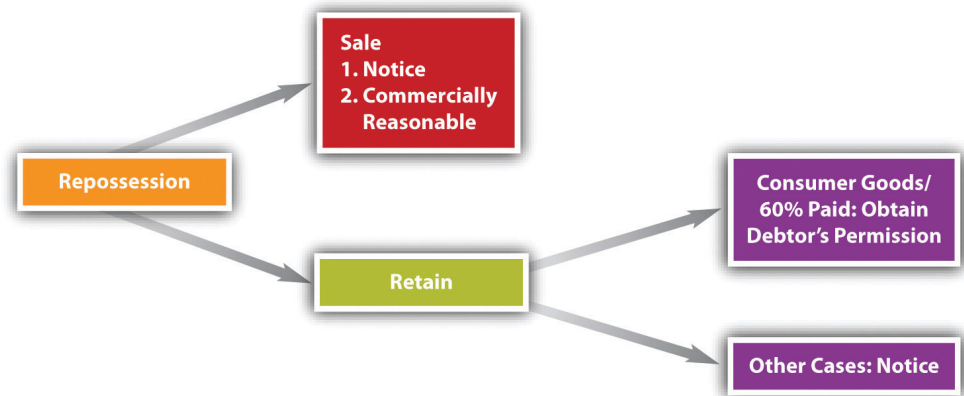 Sale
1. Notice
2. Commercially
Reasonable
Repossession
Consumer Goods/
60% Paid: Obtain
Debtor’s Permission
Retain
Other Cases: Notice